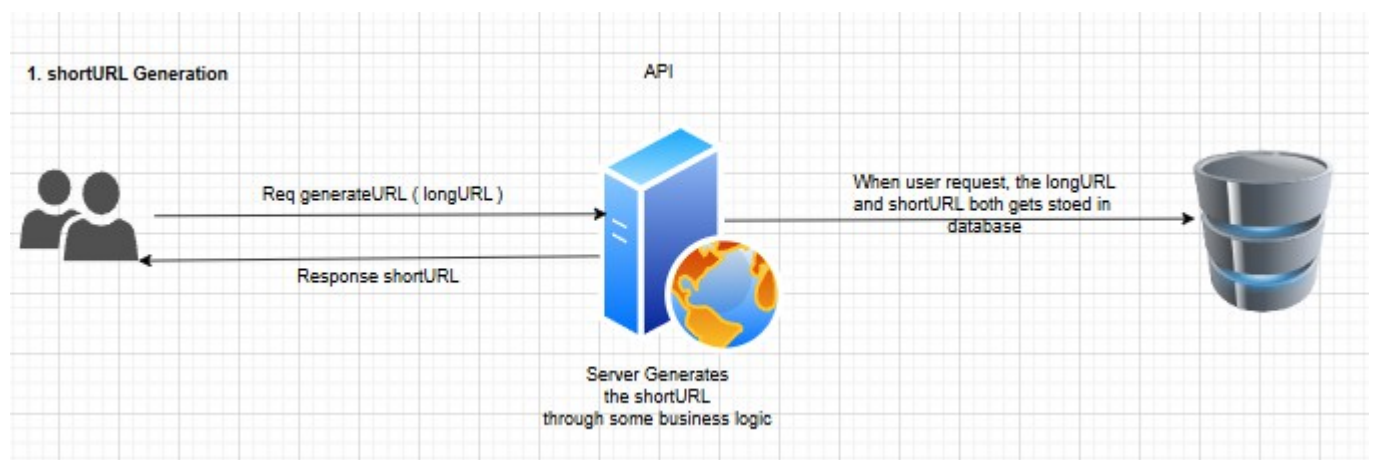 1. shortURL Generation
API
Req generateURL ( longURL )
When user request, the longURL
and shortURL both gets stoed in
database
Response shortURL
Server Generates
the shortURL
through some business logic